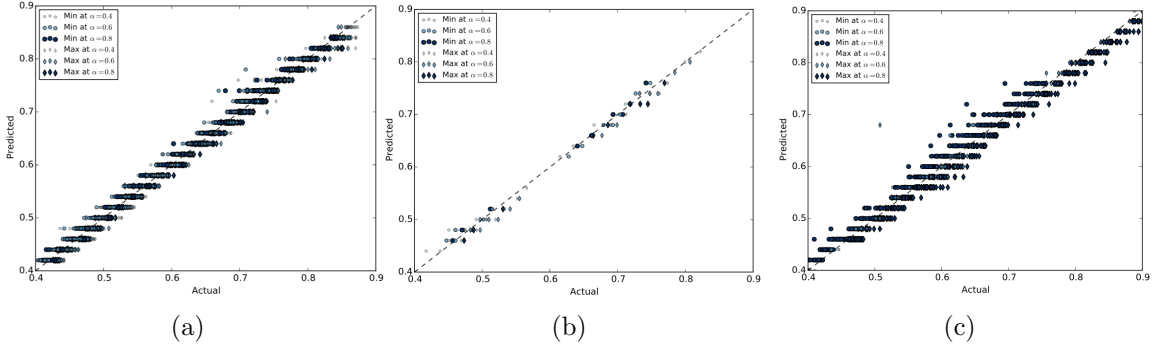 Min at α=0.4
Min at α=0.6
Min at α=0.8
Max at α=0.4
Max at α=0.6
Max at α=0.8
0.9
0.8
0.7
0.6
0.5
0.4
Predicted
0.4 0.5 0.6 0.7 0.8 0.9
Actual
(a)
Min at α=0.4
Min at α=0.6
Min at α=0.8
Max at α=0.4
Max at α=0.6
Max at α=0.8
0.9
0.8
0.7
0.6
0.5
0.4
Predicted
0.4 0.5 0.6 0.7 0.8 0.9
Actual
(b)
Min at α=0.4
Min at α=0.6
Min at α=0.8
Max at α=0.4
Max at α=0.6
Max at α=0.8
0.9
0.8
0.7
0.6
0.5
0.4
Predicted
0.4 0.5 0.6 0.7 0.8 0.9
Actual
(c)